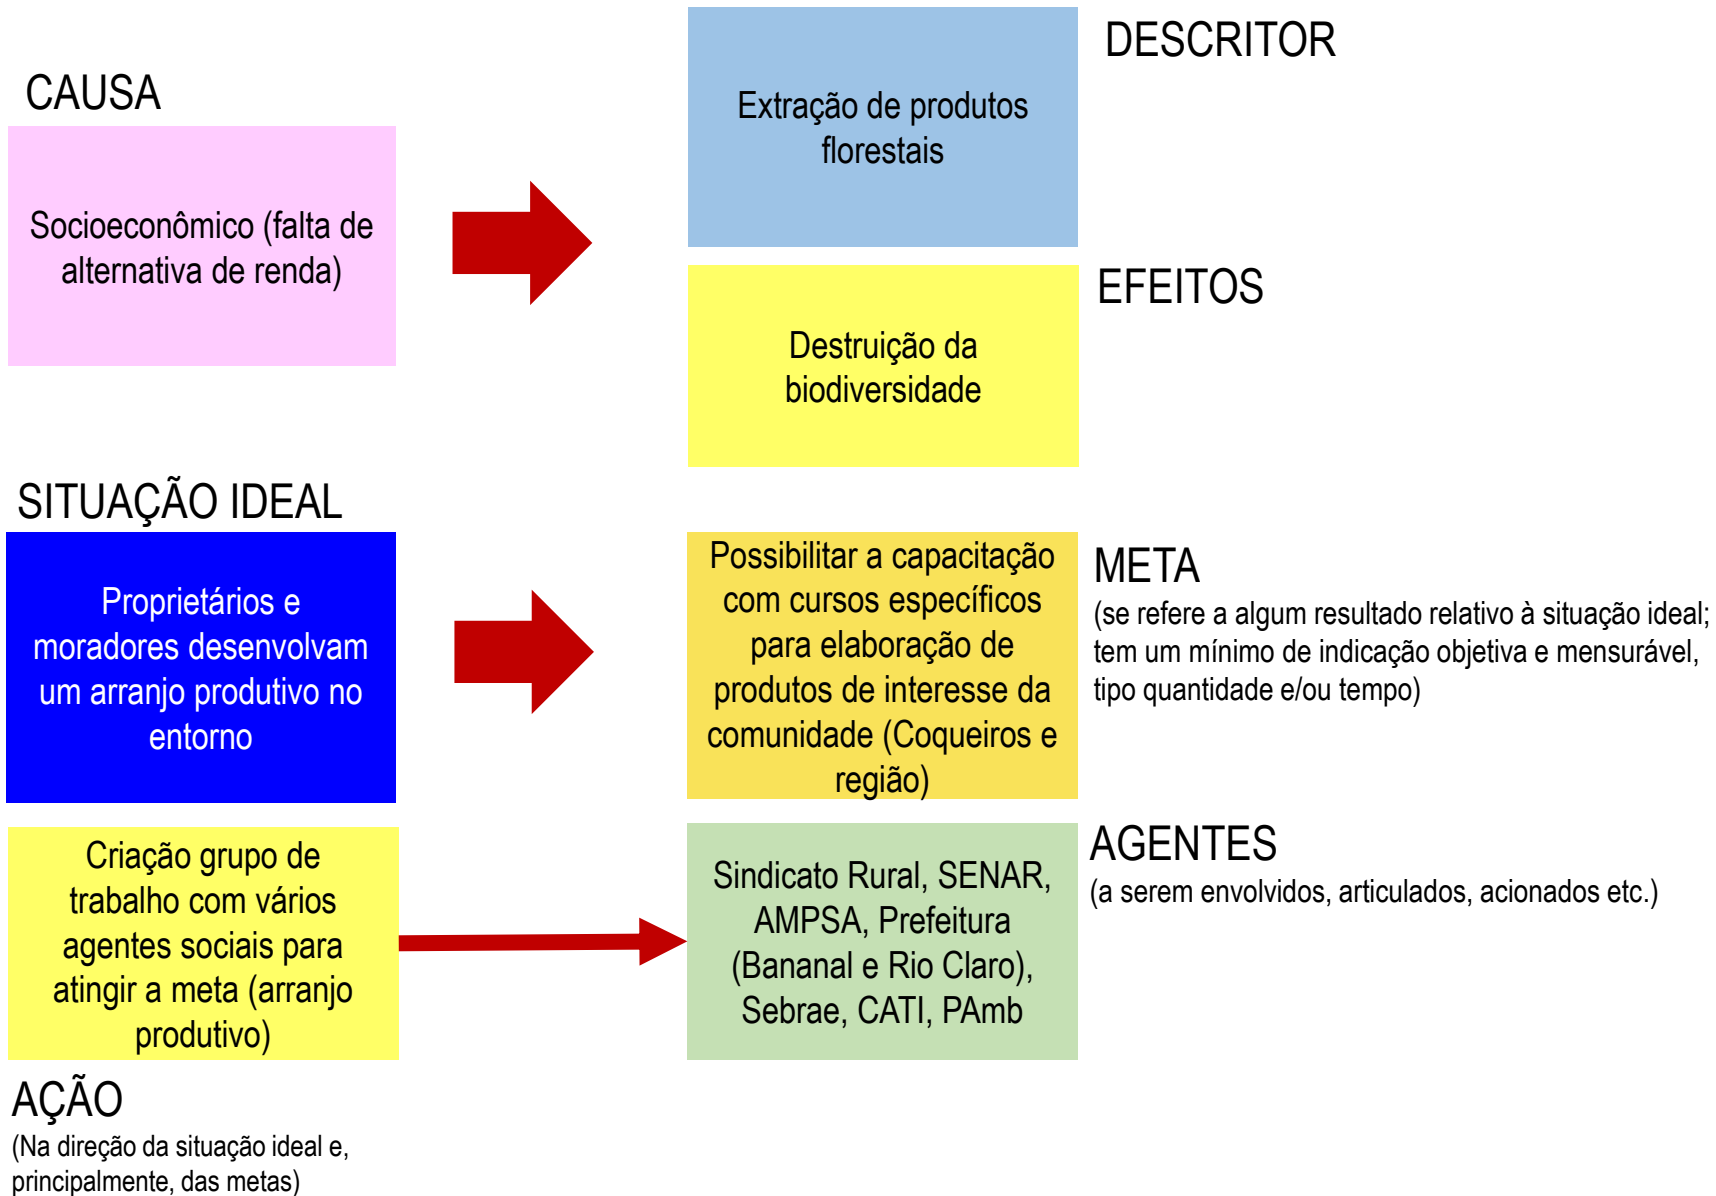 DESCRITOR
CAUSA
Extração de produtos
florestais
Socioeconômico (falta de
alternativa de renda)
EFEITOS
Destruição da
biodiversidade
SITUAÇÃO IDEAL
Proprietários e
moradores desenvolvam
um arranjo produtivo no
entorno
Possibilitar a capacitação
com cursos específicos
para elaboração de
produtos de interesse da
comunidade (Coqueiros e
região)
META
(se refere a algum resultado relativo à situação ideal;
tem um mínimo de indicação objetiva e mensurável,
tipo quantidade e/ou tempo)
Criação grupo de
trabalho com vários
agentes sociais para
atingir a meta (arranjo
produtivo)
Sindicato Rural, SENAR,
AMPSA, Prefeitura
(Bananal e Rio Claro),
Sebrae, CATI, PAmb
AGENTES
(a serem envolvidos, articulados, acionados etc.)
AÇÃO
(Na direção da situação ideal e,
principalmente, das metas)